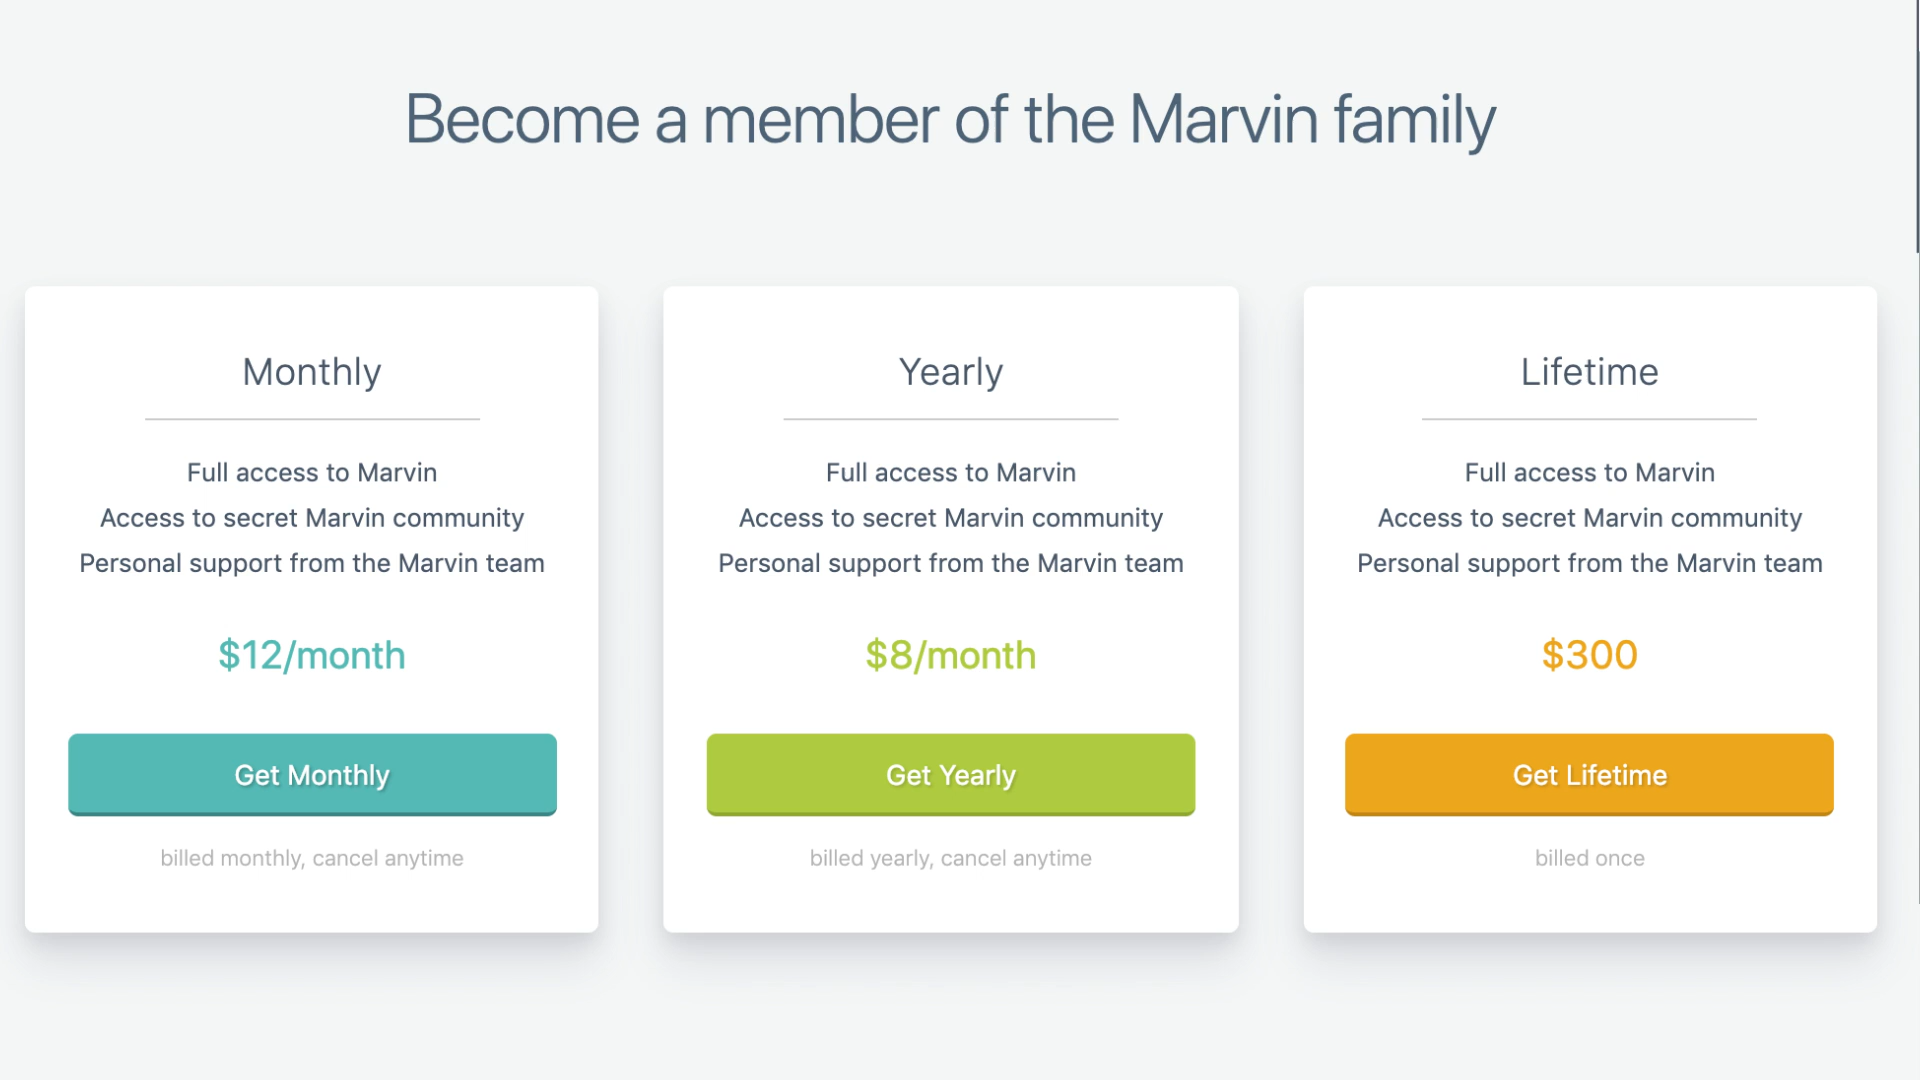 Become a member of the Marvin family
Monthly
Full access to Marvin
Access to secret Marvin community
Personal support from the Marvin team
$12/month
Get Monthly
billed monthly, cancel anytime
Yearly
Full access to Marvin
Access to secret Marvin community
Personal support from the Marvin team
$8/month
Get Yearly
billed yearly, cancel anytime
Lifetime
Full access to Marvin
Access to secret Marvin community
Personal support from the Marvin team
$300
Get Lifetime
billed once